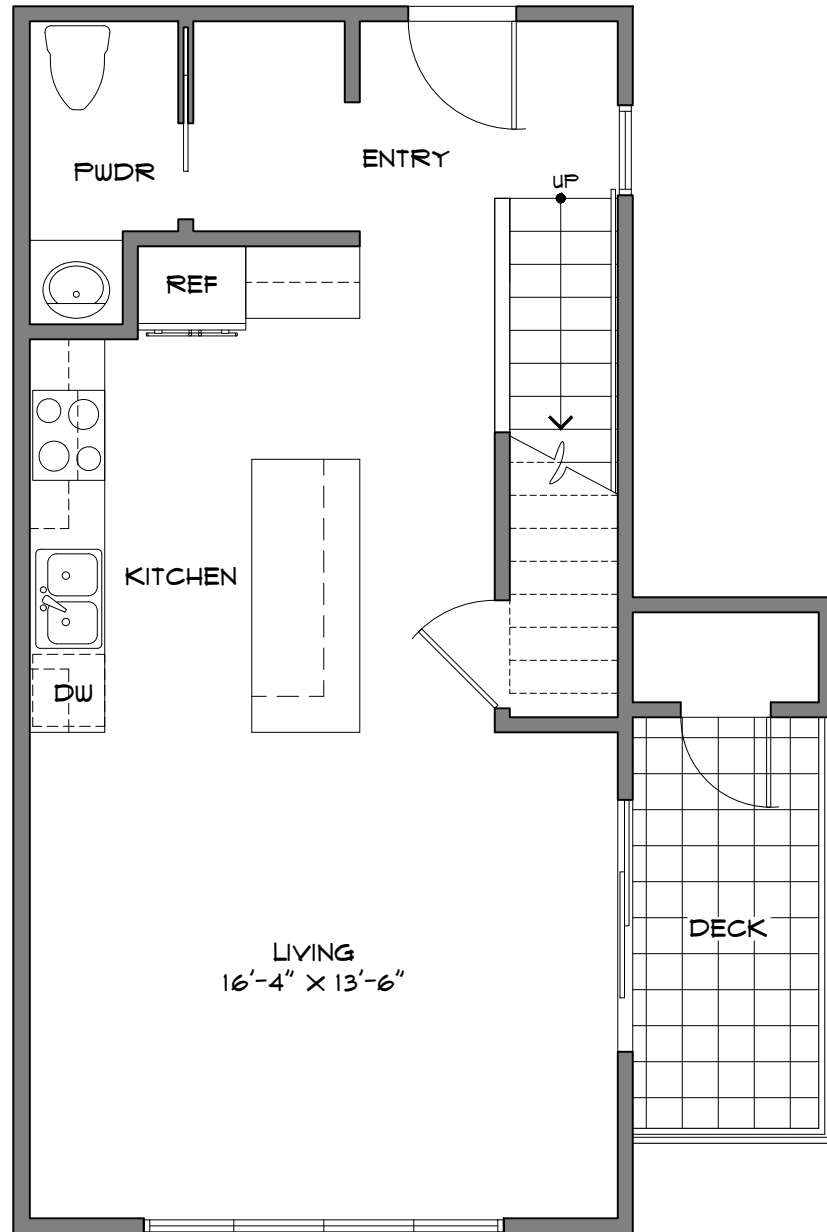 PWDR
ENTRY
UP
REF
KITCHEN
DW
DECK
LIVING
16'-4" X 13'-6"